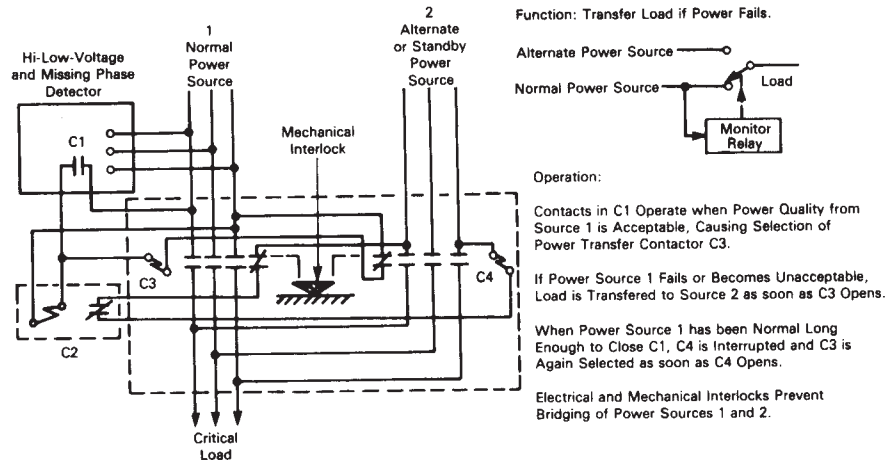 1
Normal
Power
Source
2
Alternate
or Standby
Power
Source
Hi-Low-Voltage
and Missing Phase
Detector
C1
Mechanical
Interlock
C3
C4
C2
Critical
Load
Function: Transfer Load if Power Fails.
Alternate Power Source
Normal Power Source
Load
Monitor
Relay
Operation:
Contacts in C1 Operate when Power Quality from
Source 1 is Acceptable, Causing Selection of
Power Transfer Contactor C3.
If Power Source 1 Fails or Becomes Unacceptable,
Load is Transfered to Source 2 as soon as C3 Opens.
When Power Source 1 has been Normal Long
Enough to Close C1, C4 is Interrupted and C3 is
Again Selected as soon as C4 Opens.
Electrical and Mechanical Interlocks Prevent
Bridging of Power Sources 1 and 2.